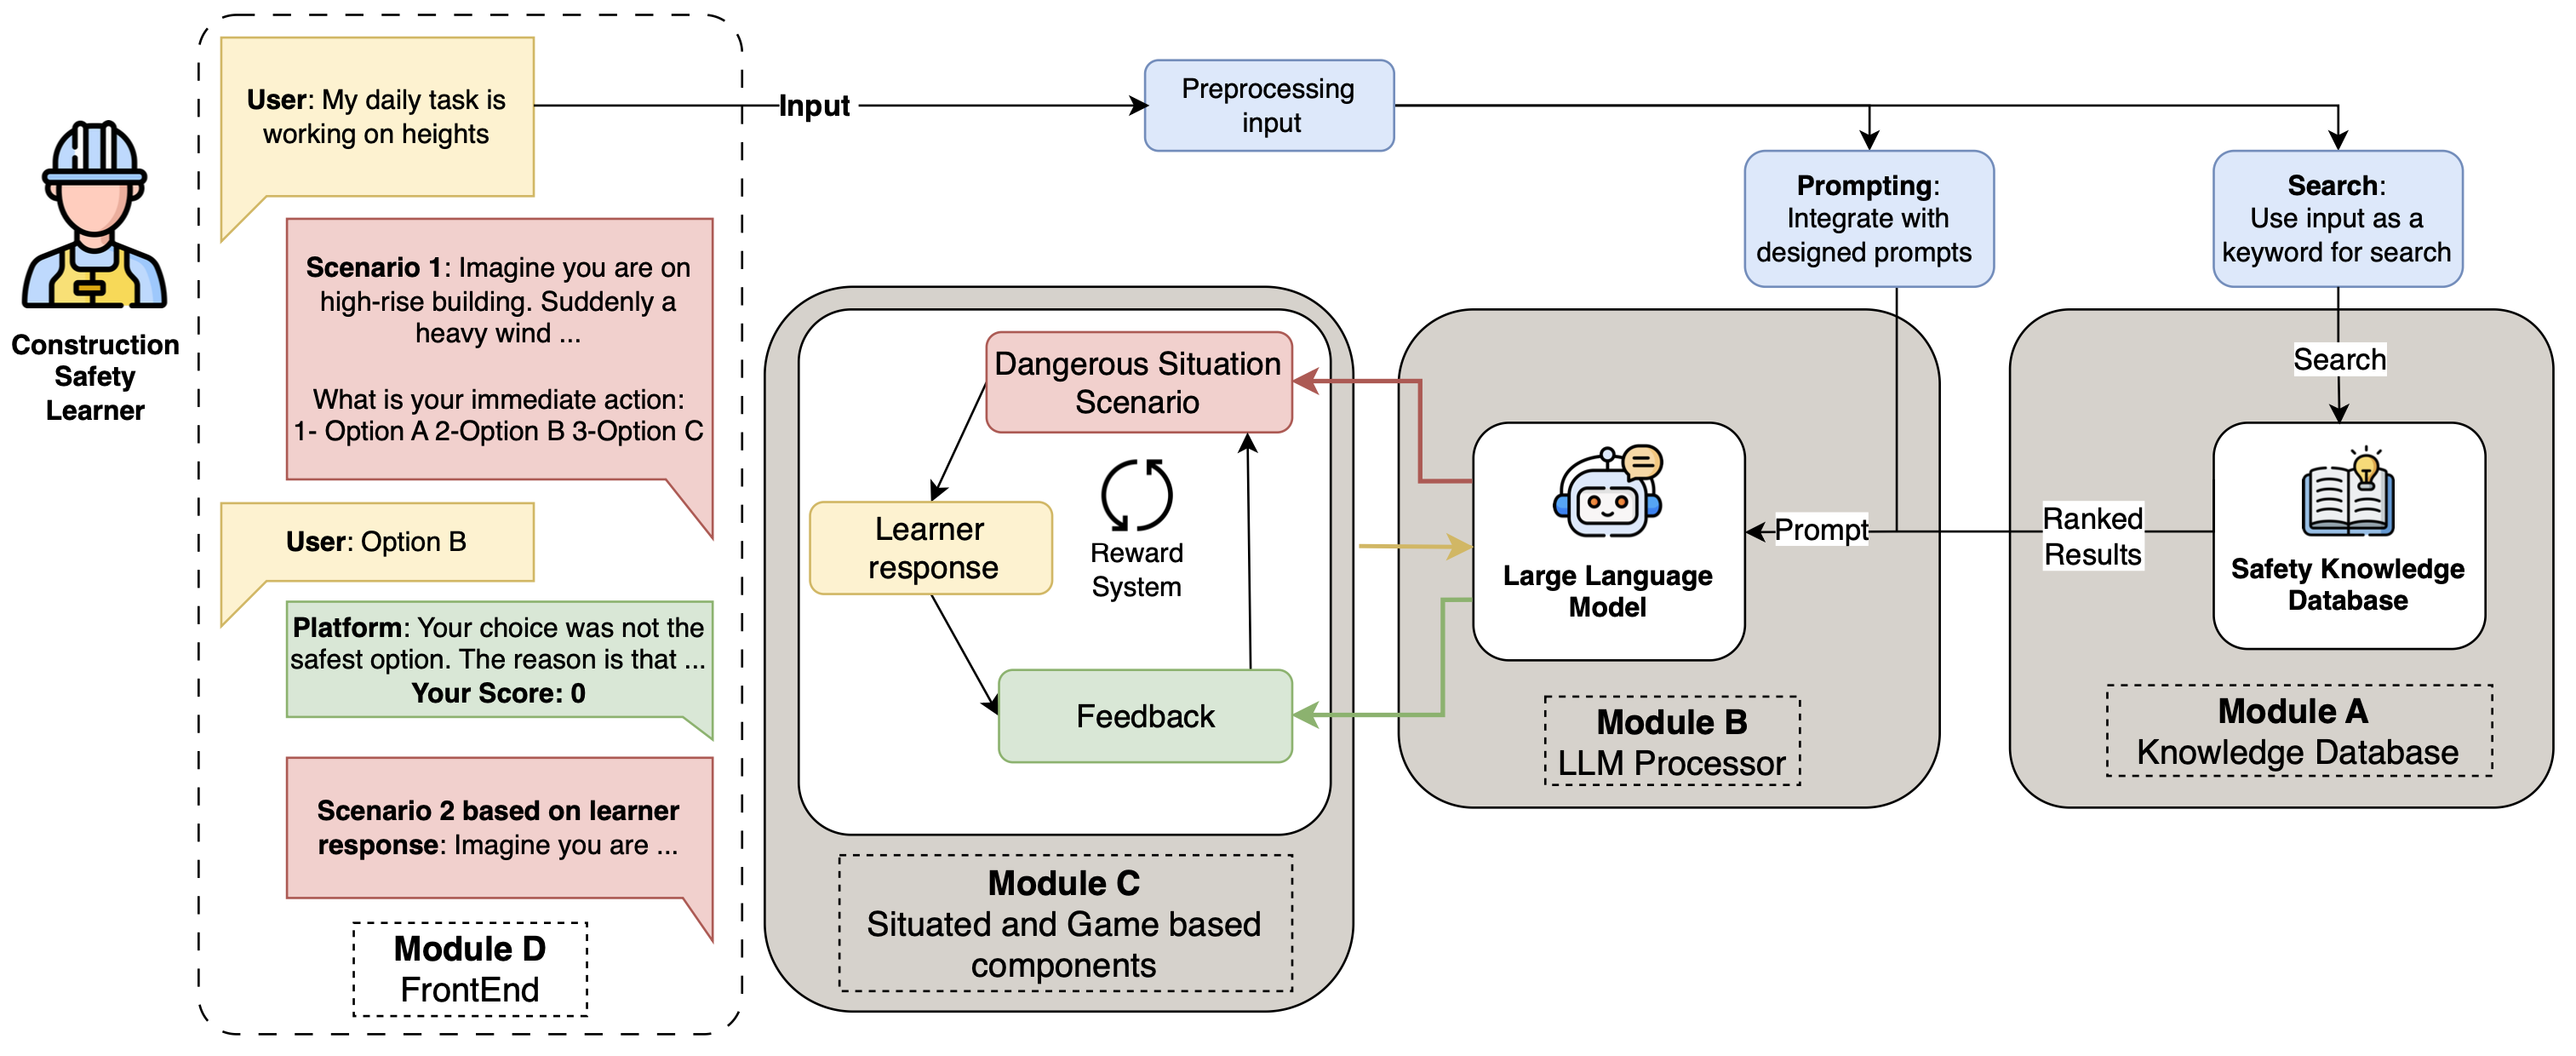 Construction
Safety
Learner
User: My daily task is
working on heights
Scenario 1: Imagine you are on
high-rise building. Suddenly a
heavy wind ...
What is your immediate action:
1- Option A 2-Option B 3-Option C
User: Option B
Platform: Your choice was not the
safest option. The reason is that ...
Your Score: 0
Scenario 2 based on learner
response: Imagine you are ...
Module D
FrontEnd
Input
Preprocessing
input
Prompting:
Integrate with
designed prompts
Search:
Use input as a
keyword for search
Dangerous Situation
Scenario
Learner
response
Reward
System
Feedback
Module C
Situated and Game based
components
Large Language
Model
Prompt
Module B
LLM Processor
Search
Ranked
Results
Safety Knowledge
Database
Module A
Knowledge Database